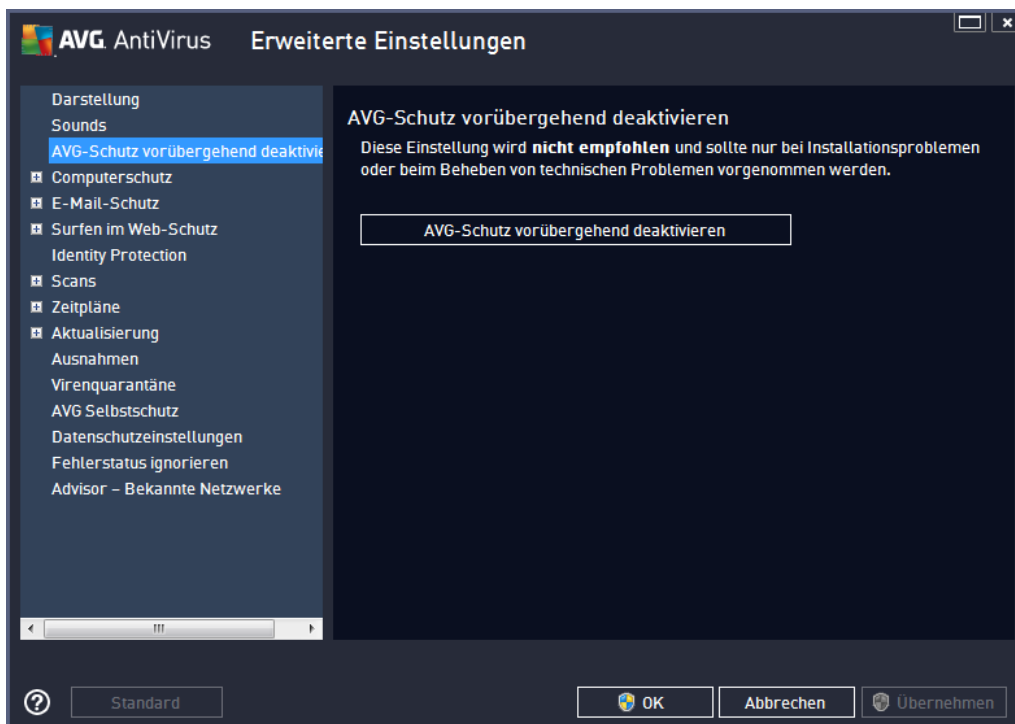 AVG AntiVirus Erweiterte Einstellungen
Darstellung
Sounds
AVG-Schutz vorübergehend deaktivie
Computerschutz
E-Mail-Schutz
Surfen im Web-Schutz
Identity Protection
Scans
Zeitpläne
Aktualisierung
Ausnahmen
Virenquarantäne
AVG Selbstschutz
Datenschutzeinstellungen
Fehlerstatus ignorieren
Advisor – Bekannte Netzwerke
AVG-Schutz vorübergehend deaktivieren
Diese Einstellung wird nicht empfohlen und sollte nur bei Installationsproblemen
oder beim Beheben von technischen Problemen vorgenommen werden.
AVG-Schutz vorübergehend deaktivieren
Standard
OK
Abbrechen
Übernehmen